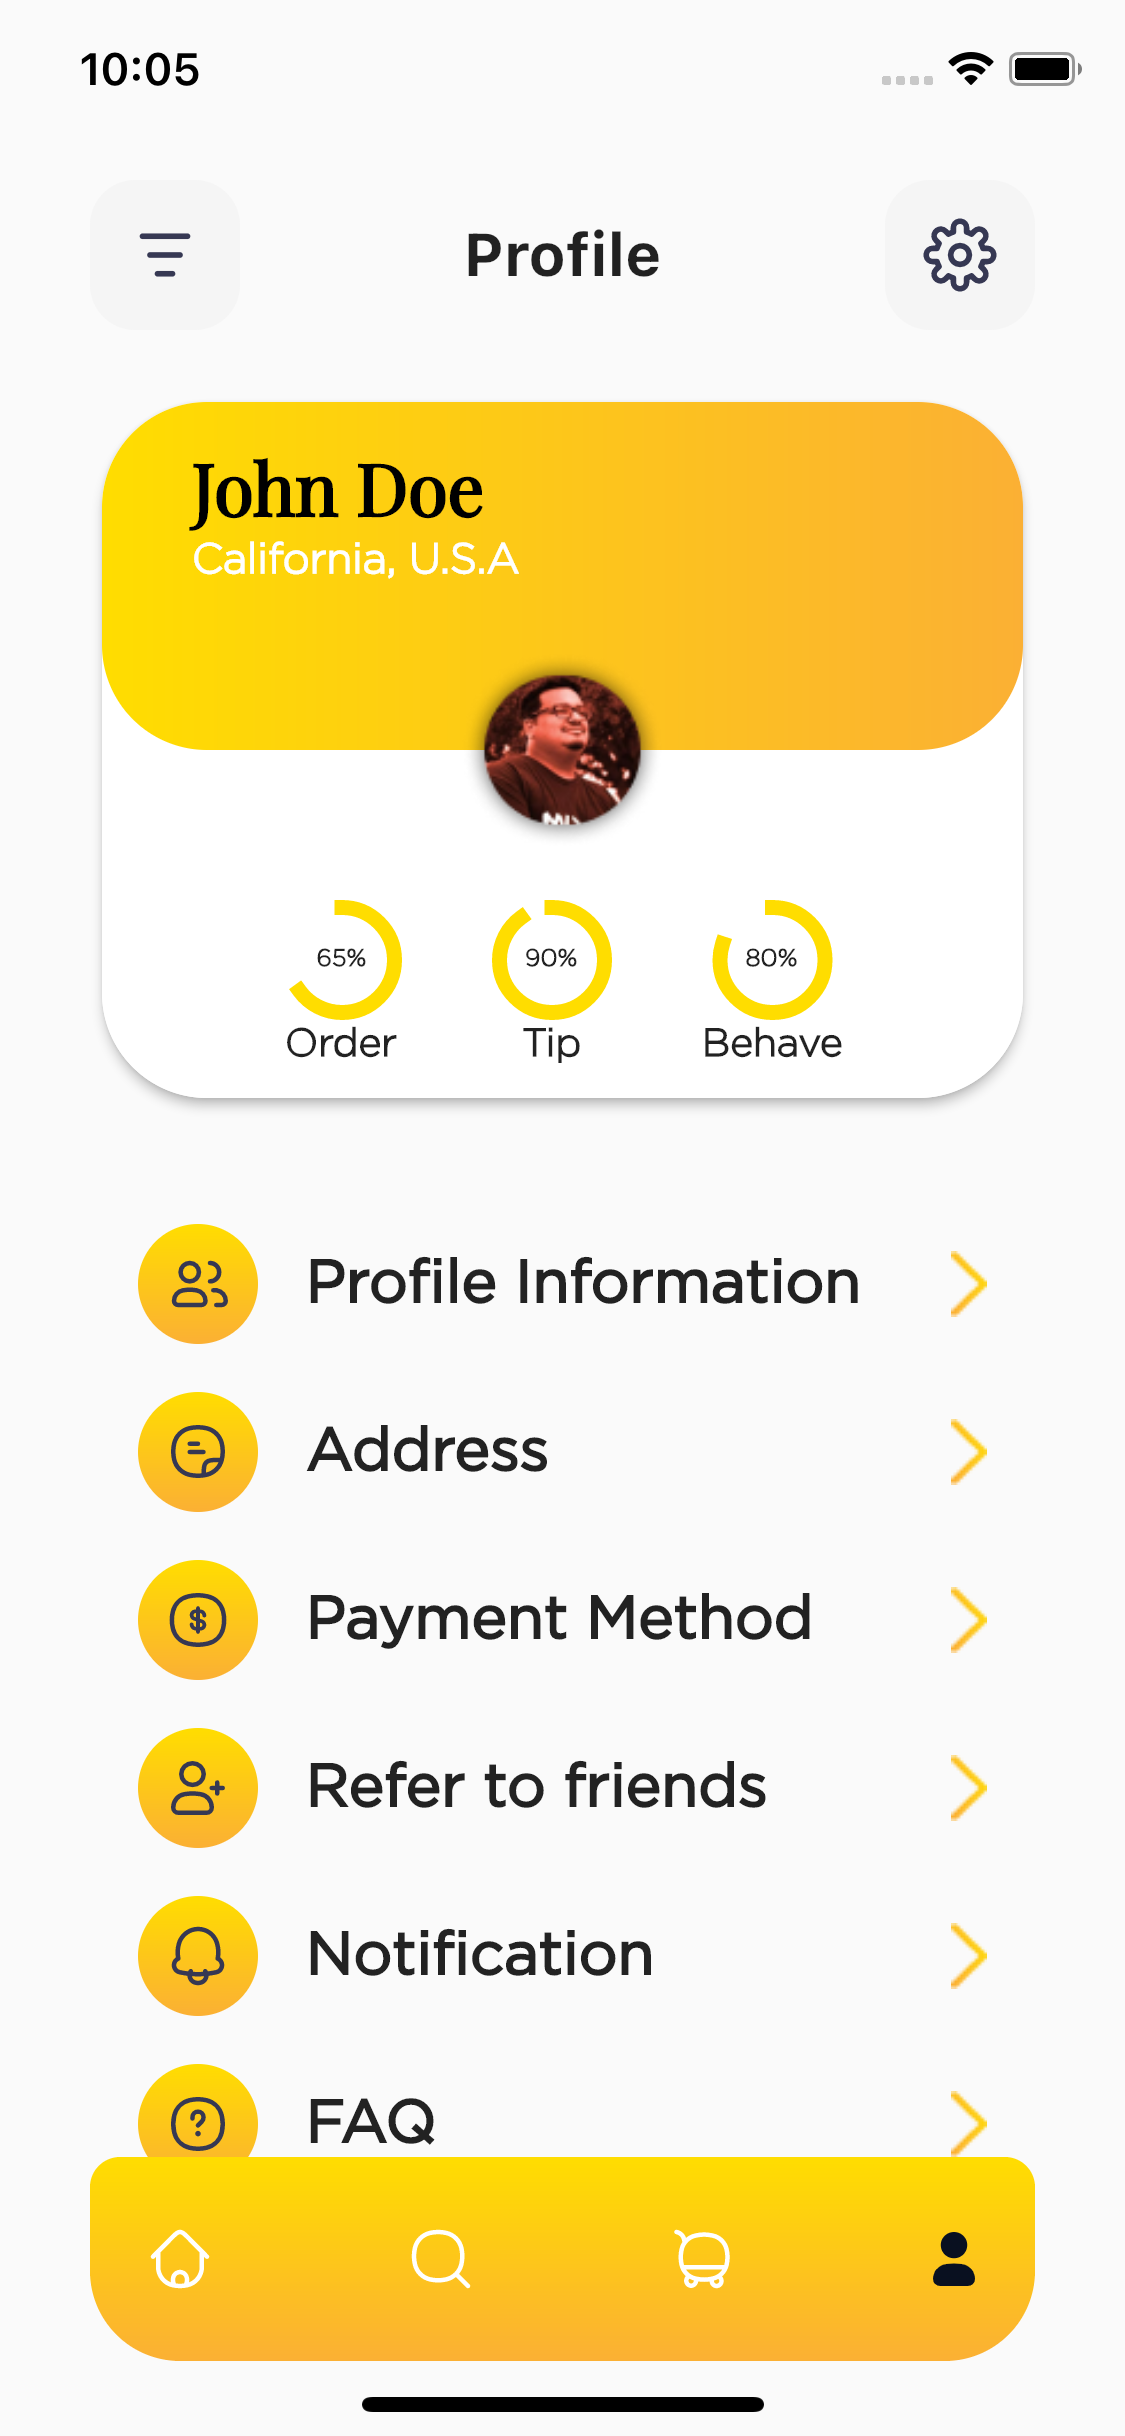 10:05
Profile
John Doe
California, U.S.A
65% 90% 80%
Order Tip Behave
Profile Information
Address
Payment Method
Refer to friends
Notification
FAQ